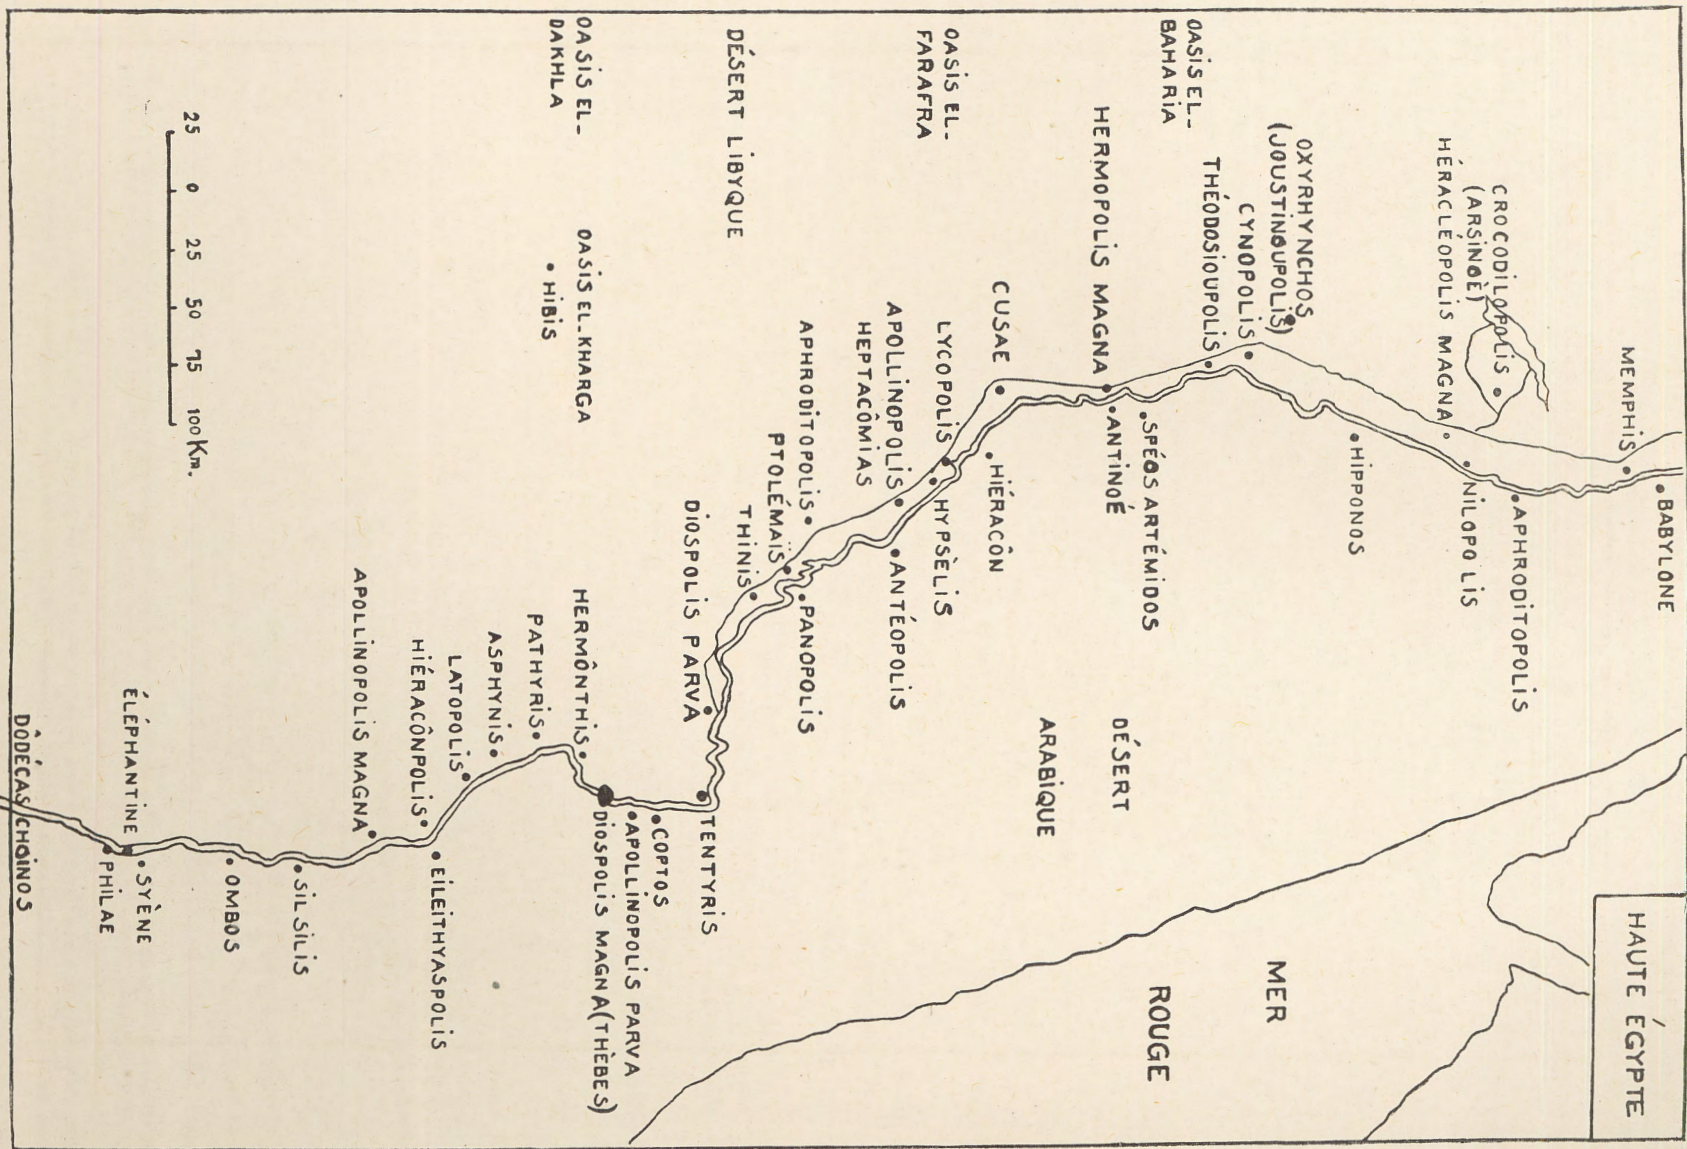 HAUTE ÉGYPTE
BABYLONE
MEMPHIS
APHRODITOPOLIS
CROCODILOPOLIS
(ARSINOÈ)
NILOPOLIS
HÉRACLÉOPOLIS MAGNA
HIPPONOS
OXYRHYNCHOS
(JOUSTINOUPOLIS)
CYNOPOLIS
THÉODOSIOUPOLIS
OASIS EL-
BAHARIA
SPÉOS ARTÉMIDOS
HERMOPOLIS MAGNA
ANTINOÉ
MER
ROUGE
DÉSERT
ARABIQUE
CUSAE
HIÉRACÔN
OASIS EL-
FARAFRA
LYCOPOLIS
HYPSÈLIS
APOLLINOPOLIS
HEPTACÔMIAS
ANTÉOPOLIS
APHRODITOPOLIS
PANOPOLIS
PTOLÉMAÏS
THINIS
DÉSERT LIBYQUE
DIOSPOLIS PARVA
TENTYRIS
COPTOS
APOLLINOPOLIS PARVA
DIOSPOLIS MAGNA (THÈBES)
OASIS EL-
DAKHLA
OASIS EL-KHARGA
HIBIS
HERMÔNTHIS
PATHYRIS
ASPHYNIS
LATOPOLIS
HIÉRACÔNPOLIS
EILEITHYASPOLIS
APOLLINOPOLIS MAGNA
SILSILIS
OMBOS
SYÈNE
ÉLÉPHANTINE
PHILAE
DÔDÉCASCHOINOS
25 0 25 50 75 100 Km.